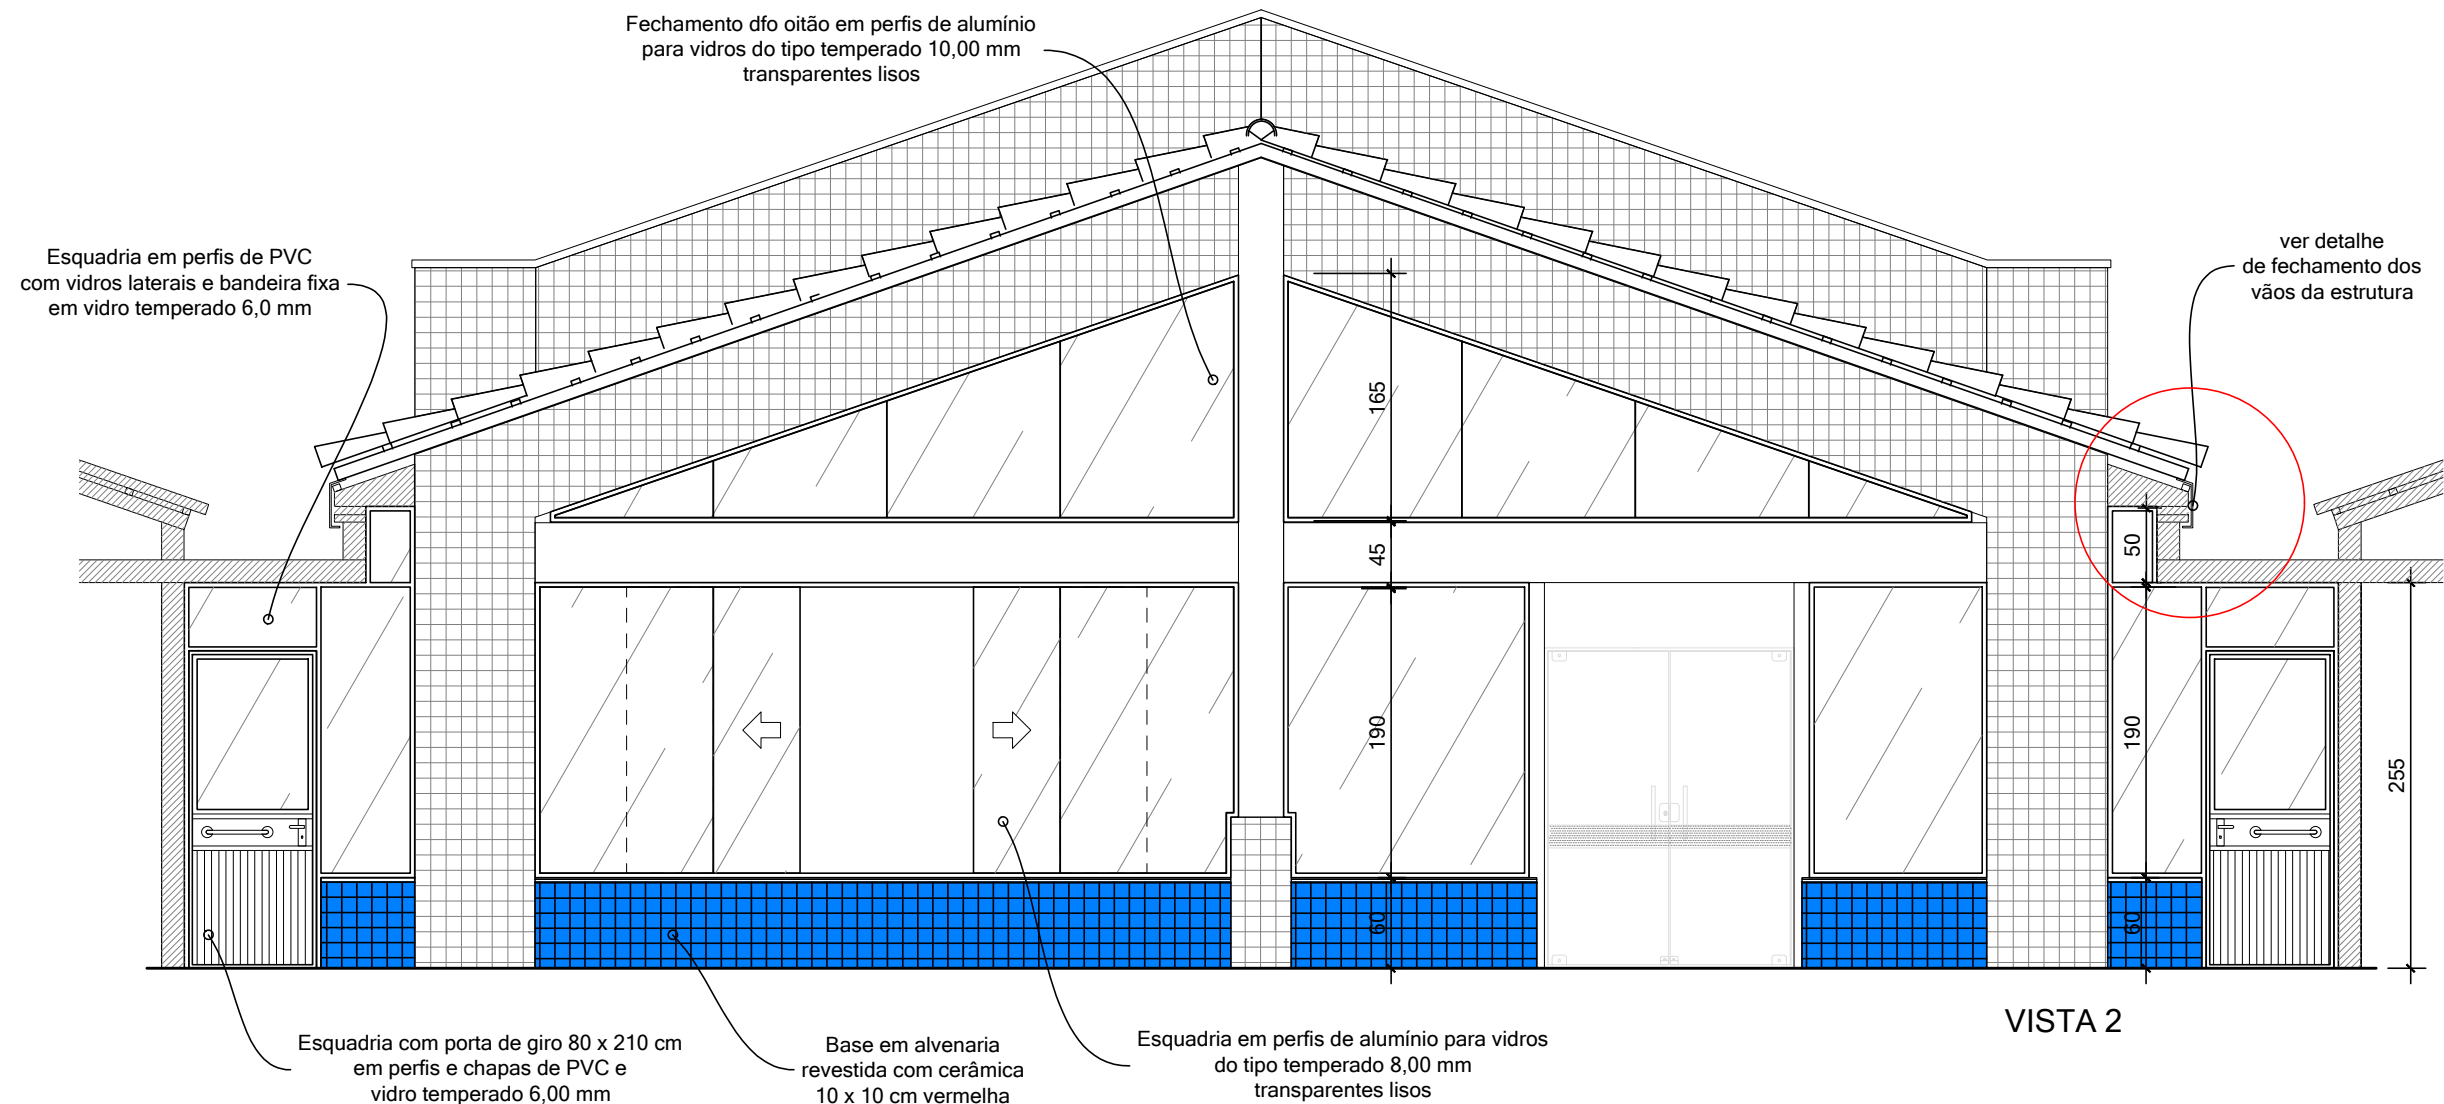 Fechamento dfo oitão em perfis de alumínio
para vidros do tipo temperado 10,00 mm
transparentes lisos
Esquadria em perfis de PVC
com vidros laterais e bandeira fixa
em vidro temperado 6,0 mm
ver detalhe
de fechamento dos
vãos da estrutura
165
45
50
190
190
255
60
60
VISTA 2
Esquadria com porta de giro 80 x 210 cm
em perfis e chapas de PVC e
vidro temperado 6,00 mm
Base em alvenaria
revestida com cerâmica
10 x 10 cm vermelha
Esquadria em perfis de alumínio para vidros
do tipo temperado 8,00 mm
transparentes lisos